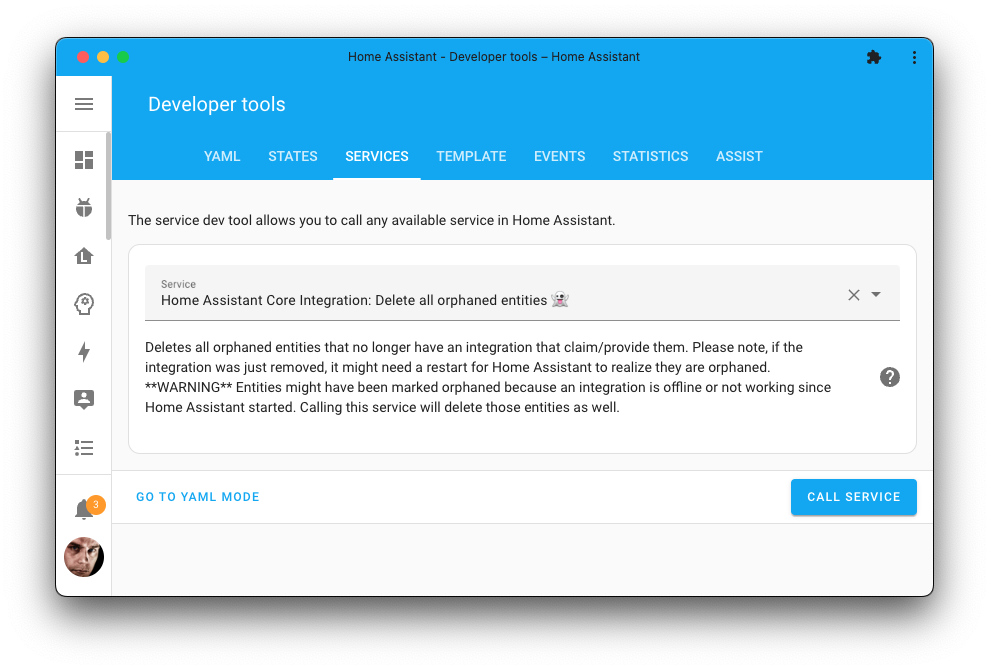 Home Assistant - Developer tools – Home Assistant
Developer tools
YAML STATES SERVICES TEMPLATE EVENTS STATISTICS ASSIST
The service dev tool allows you to call any available service in Home Assistant.
Service
Home Assistant Core Integration: Delete all orphaned entities 👻
Deletes all orphaned entities that no longer have an integration that claim/provide them. Please note, if the
integration was just removed, it might need a restart for Home Assistant to realize they are orphaned.
**WARNING** Entities might have been marked orphaned because an integration is offline or not working since
Home Assistant started. Calling this service will delete those entities as well.
GO TO YAML MODE
CALL SERVICE
3